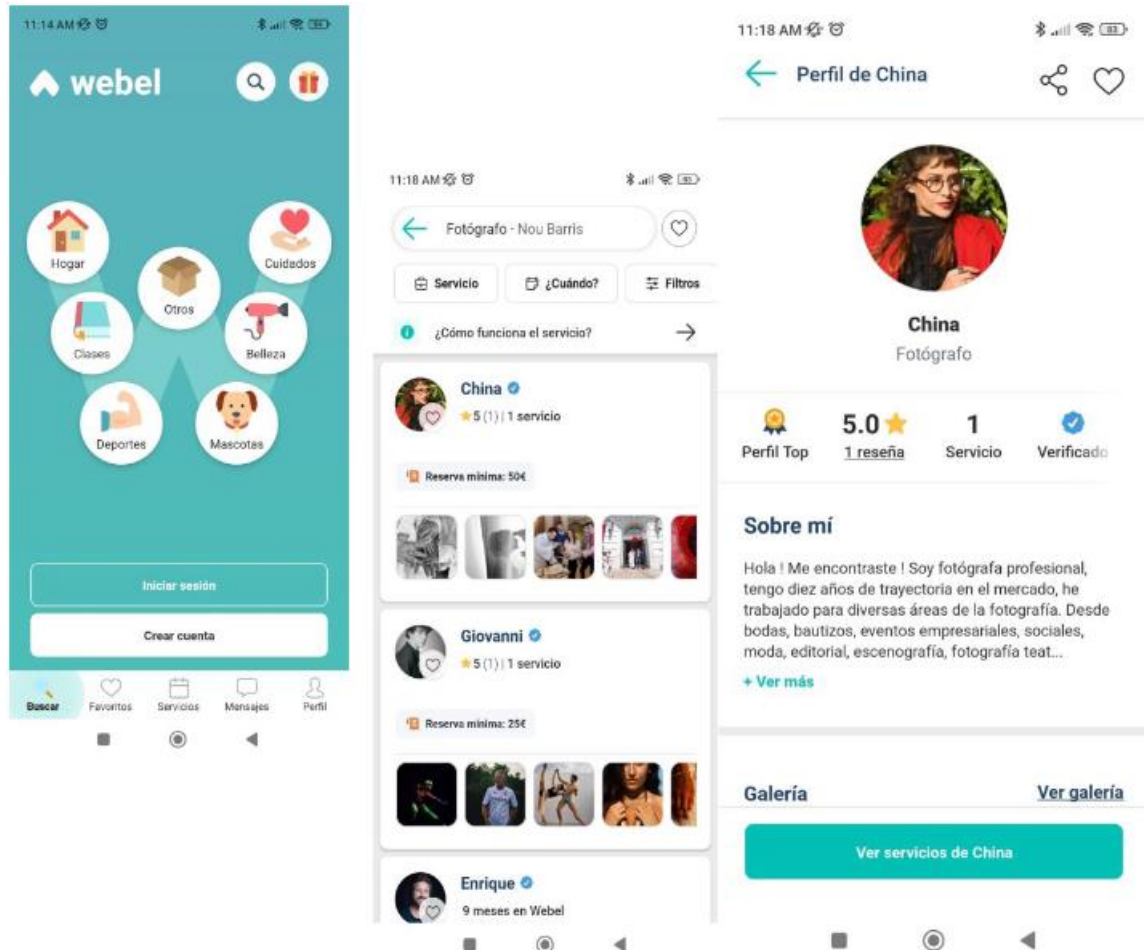 11:14 AM
84
webel
Hogar
Cuidados
Otros
Clases
Belleza
Deportes
Mascotas
Iniciar sesión
Crear cuenta
Buscar
Favoritos
Servicios
Mensajes
Perfil
11:18 AM
83
Fotógrafo - Nou Barris
Servicio
¿Cuándo?
Filtros
¿Cómo funciona el servicio?
China
5 (1) | 1 servicio
Reserva mínima: 50€
Giovanni
5 (1) | 1 servicio
Reserva mínima: 25€
Enrique
9 meses en Webel
11:18 AM
83
Perfil de China
China
Fotógrafo
5.0
1
Perfil Top
1 reseña
Servicio
Verificado
Sobre mí
Hola ! Me encontraste ! Soy fotógrafa profesional,
tengo diez años de trayectoria en el mercado, he
trabajado para diversas áreas de la fotografía. Desde
bodas, bautizos, eventos empresariales, sociales,
moda, editorial, escenografía, fotografía teat...
+ Ver más
Galería
Ver galería
Ver servicios de China